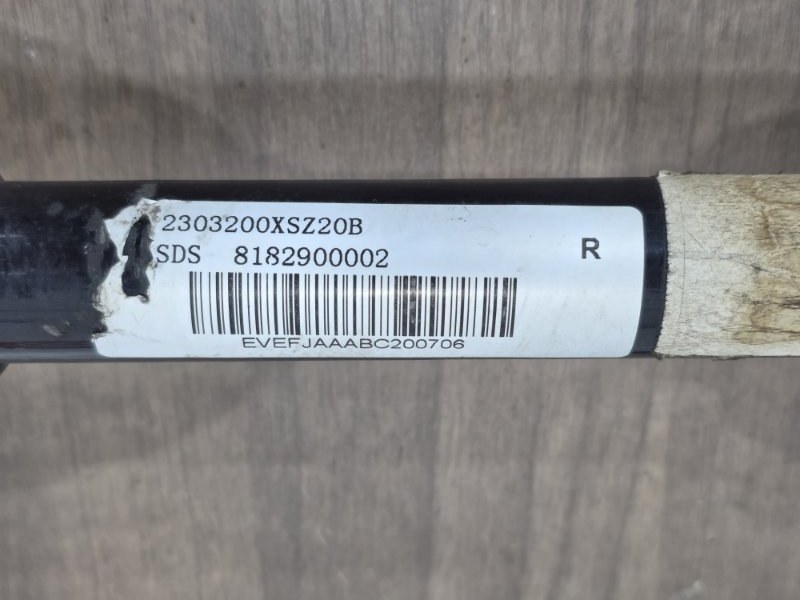 2303200XSZ20B
SDS 8182900002
R
EVEFJAAABC200706